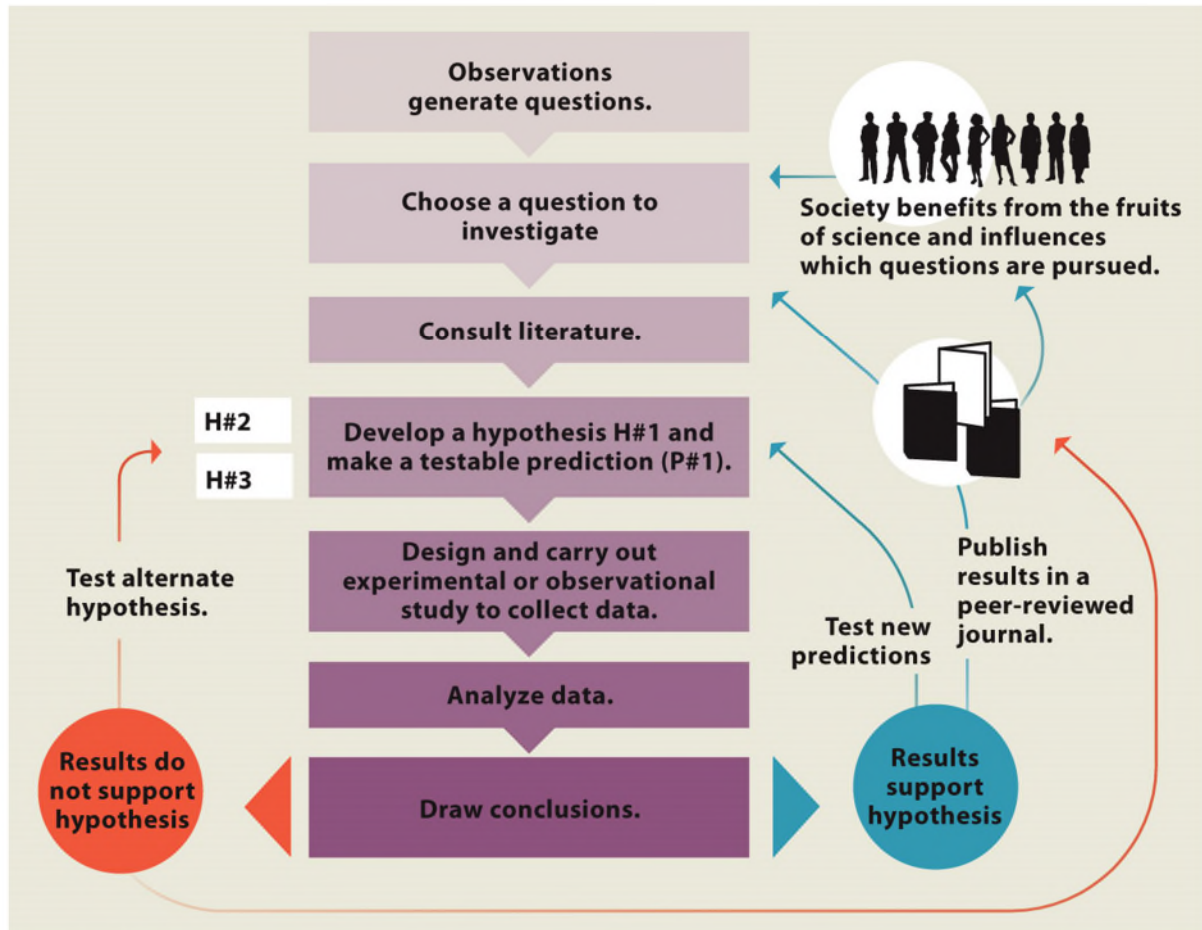 Observations
generate questions.
Choose a question to
investigate
Society benefits from the fruits
of science and influences
which questions are pursued.
Consult literature.
H#2
H#3
Develop a hypothesis H#1 and
make a testable prediction (P#1).
Test alternate
hypothesis.
Design and carry out
experimental or observational
study to collect data.
Test new
predictions
Publish
results in a
peer-reviewed
journal.
Analyze data.
Results do
not support
hypothesis
Draw conclusions.
Results
support
hypothesis